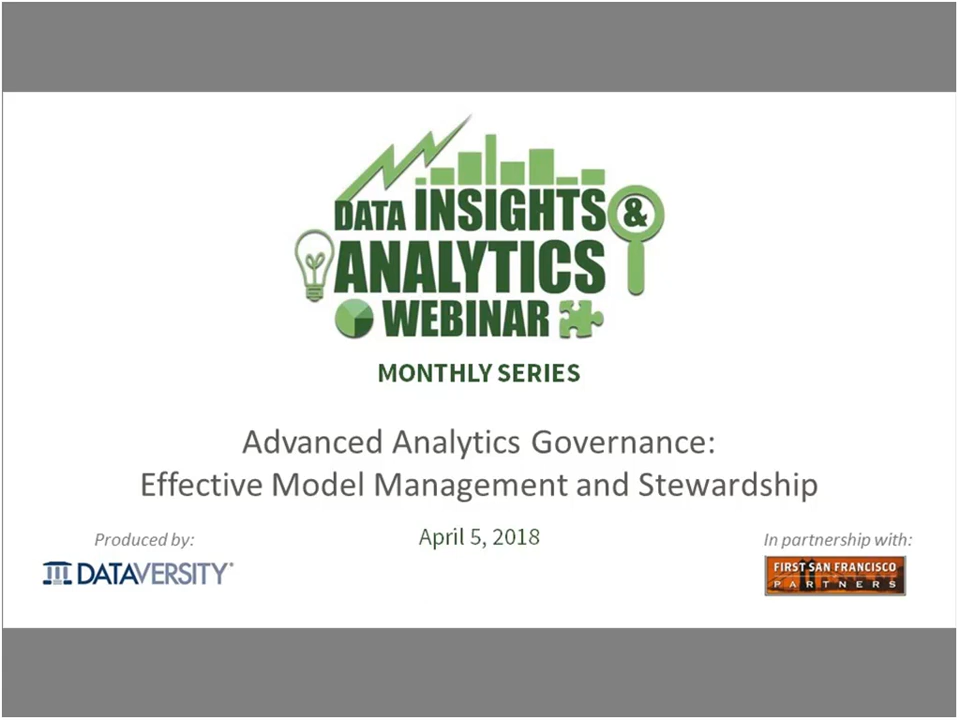 DATA INSIGHTS &
ANALYTICS
WEBINAR
MONTHLY SERIES
Advanced Analytics Governance:
Effective Model Management and Stewardship
April 5, 2018
Produced by:
DATAVERSITY®
In partnership with:
FIRST SAN FRANCISCO
PARTNERS